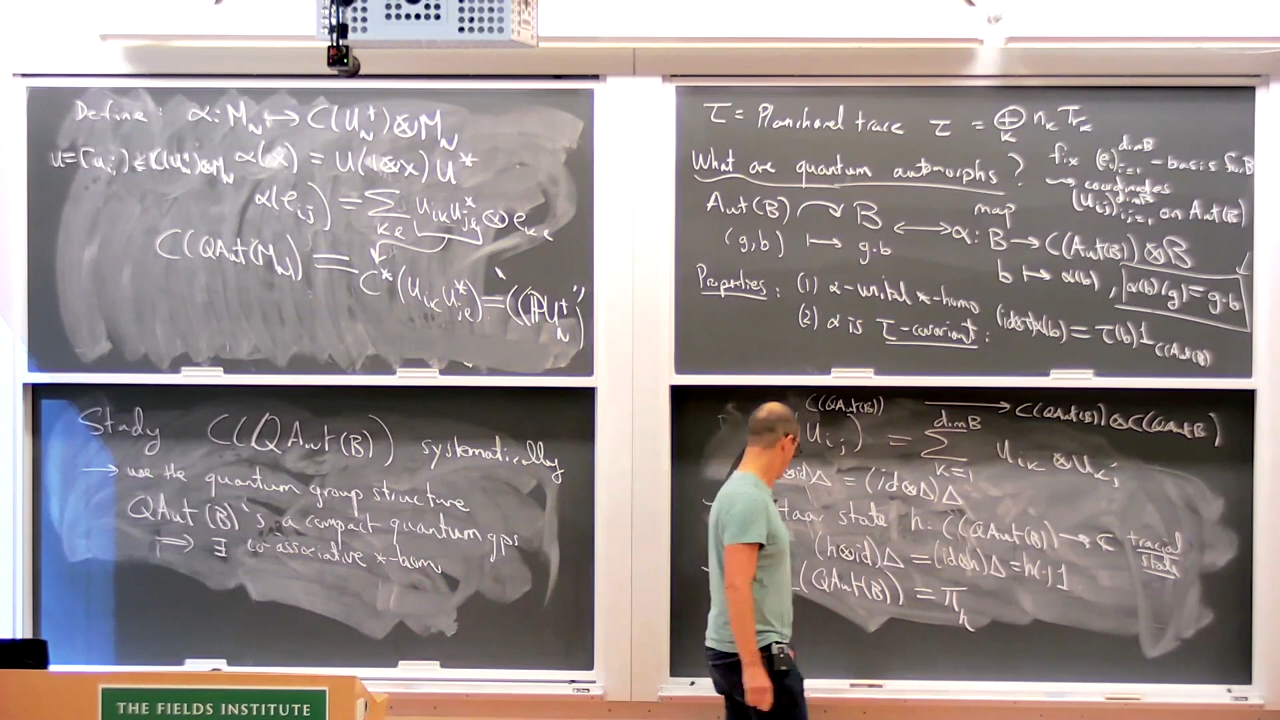 Define: α: M_N ↦ C(U_N^+) ⊗ M_N
u = [u_ij] ∈ C(U_N^+) ⊗ M_N α(x) = U(1⊗x)U*
α(e_ij) = Σ_{kl} u_ik u_jl^* ⊗ e_kl
C(QAut(M_N)) = C*(u_ik u_jl^*) = C(PU_N^+)
Study C(QAut(B)) systematically
→ use the quantum group structure
QAut(B)'s, a compact quantum gps
⇒ ∃ co-associative *-hom
τ = Plancharel trace τ = ⊕_k n_k Tr_k
What are quantum automorphs? fix (e_i)_{i=1}^{dim B} - basis for B
⇝ coordinates
Aut(B) ↷ B ⟷ α: B → C(Aut(B)) ⊗ B map (u_ij)_{i,j=1}^{dim B} on Aut(B)
(g,b) ↦ g·b b ↦ α(b), α(b)(g) = g·b
Properties: (1) α-unital *-homo
(2) α is τ-covariant: (id⊗τ)α(b) = τ(b)1_{C(Aut(B))}
C(QAut(B)) → C(QAut(B)) ⊗ C(QAut B)
u_ij) = Σ_{k=1}^{dim B} u_ik ⊗ u_kj
⊗id)Δ = (id⊗Δ)Δ
Haar state h: C(QAut(B)) → ℂ tracial state
(h⊗id)Δ = (id⊗h)Δ = h(·)1
(QAut(B)) = π_h
THE FIELDS INSTITUTE